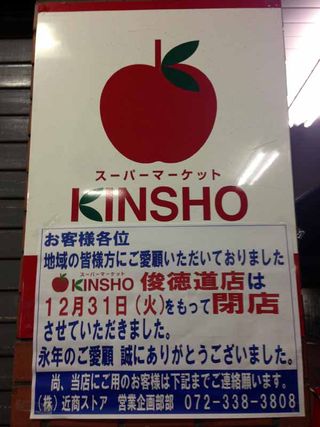 スーパーマーケット
KINSHO
お客様各位
地域の皆様方にご愛願いただいておりました
スーパーマーケット
KINSHO 俊徳道店は
12月31日(火)をもって閉店
させていただきました。
永年のご愛顧 誠にありがとうございました。
尚、当店にご用のお客様は下記までご連絡願います。
(株)近商ストア 営業企画部部 072-338-3808